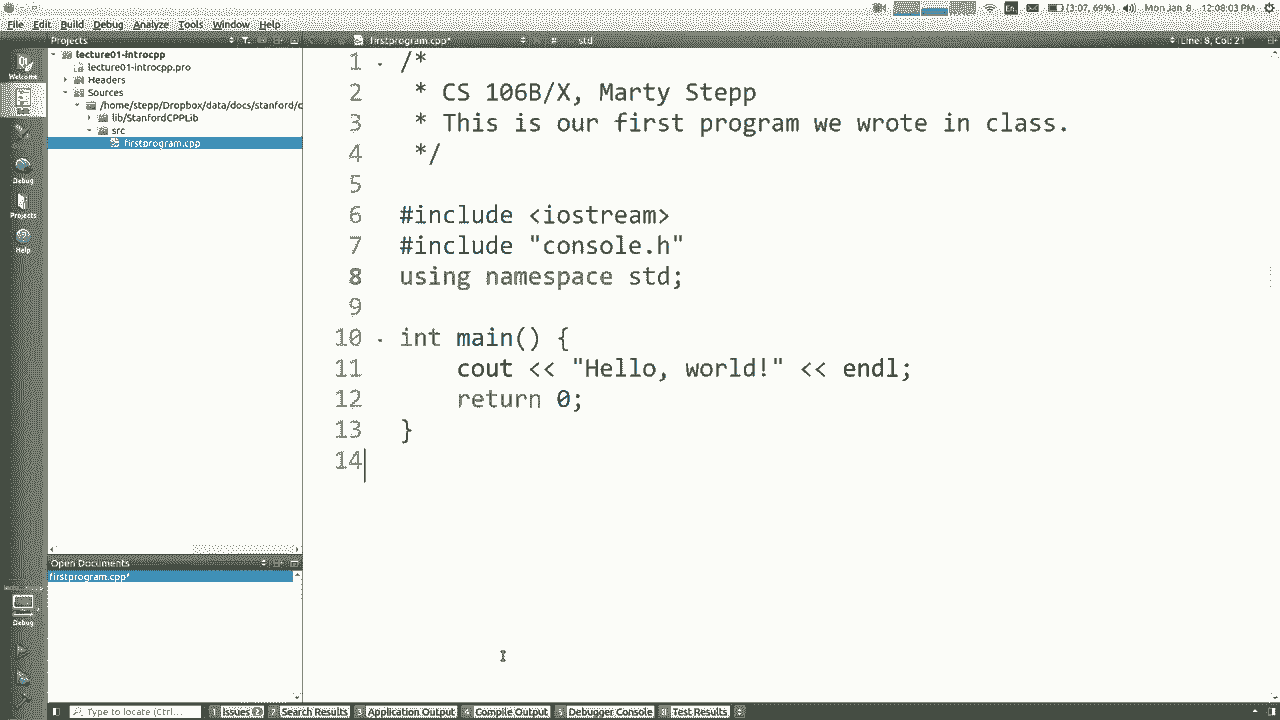 (3:07, 69%) Mon Jan 8 12:08:03 PM
File Edit Build Debug Analyze Tools Window Help
Projects firstprogram.cpp* # std Line: 8, Col: 21
Welcome
Debug
Projects
Help
lecture01-introcpp
lecture01-introcpp.pro
Headers
Sources
/home/stepp/Dropbox/data/docs/stanford/c
lib/StanfordCPPLib
src
firstprogram.cpp
1 /*
2 * CS 106B/X, Marty Stepp
3 * This is our first program we wrote in class.
4 */
5
6 #include <iostream>
7 #include "console.h"
8 using namespace std;
9
10 int main() {
11 cout << "Hello, world!" << endl;
12 return 0;
13 }
14
Open Documents
firstprogram.cpp*
Debug
Type to locate (Ctrl... 1 Issues 2 2 Search Results 3 Application Output 4 Compile Output 5 Debugger Console 8 Test Results